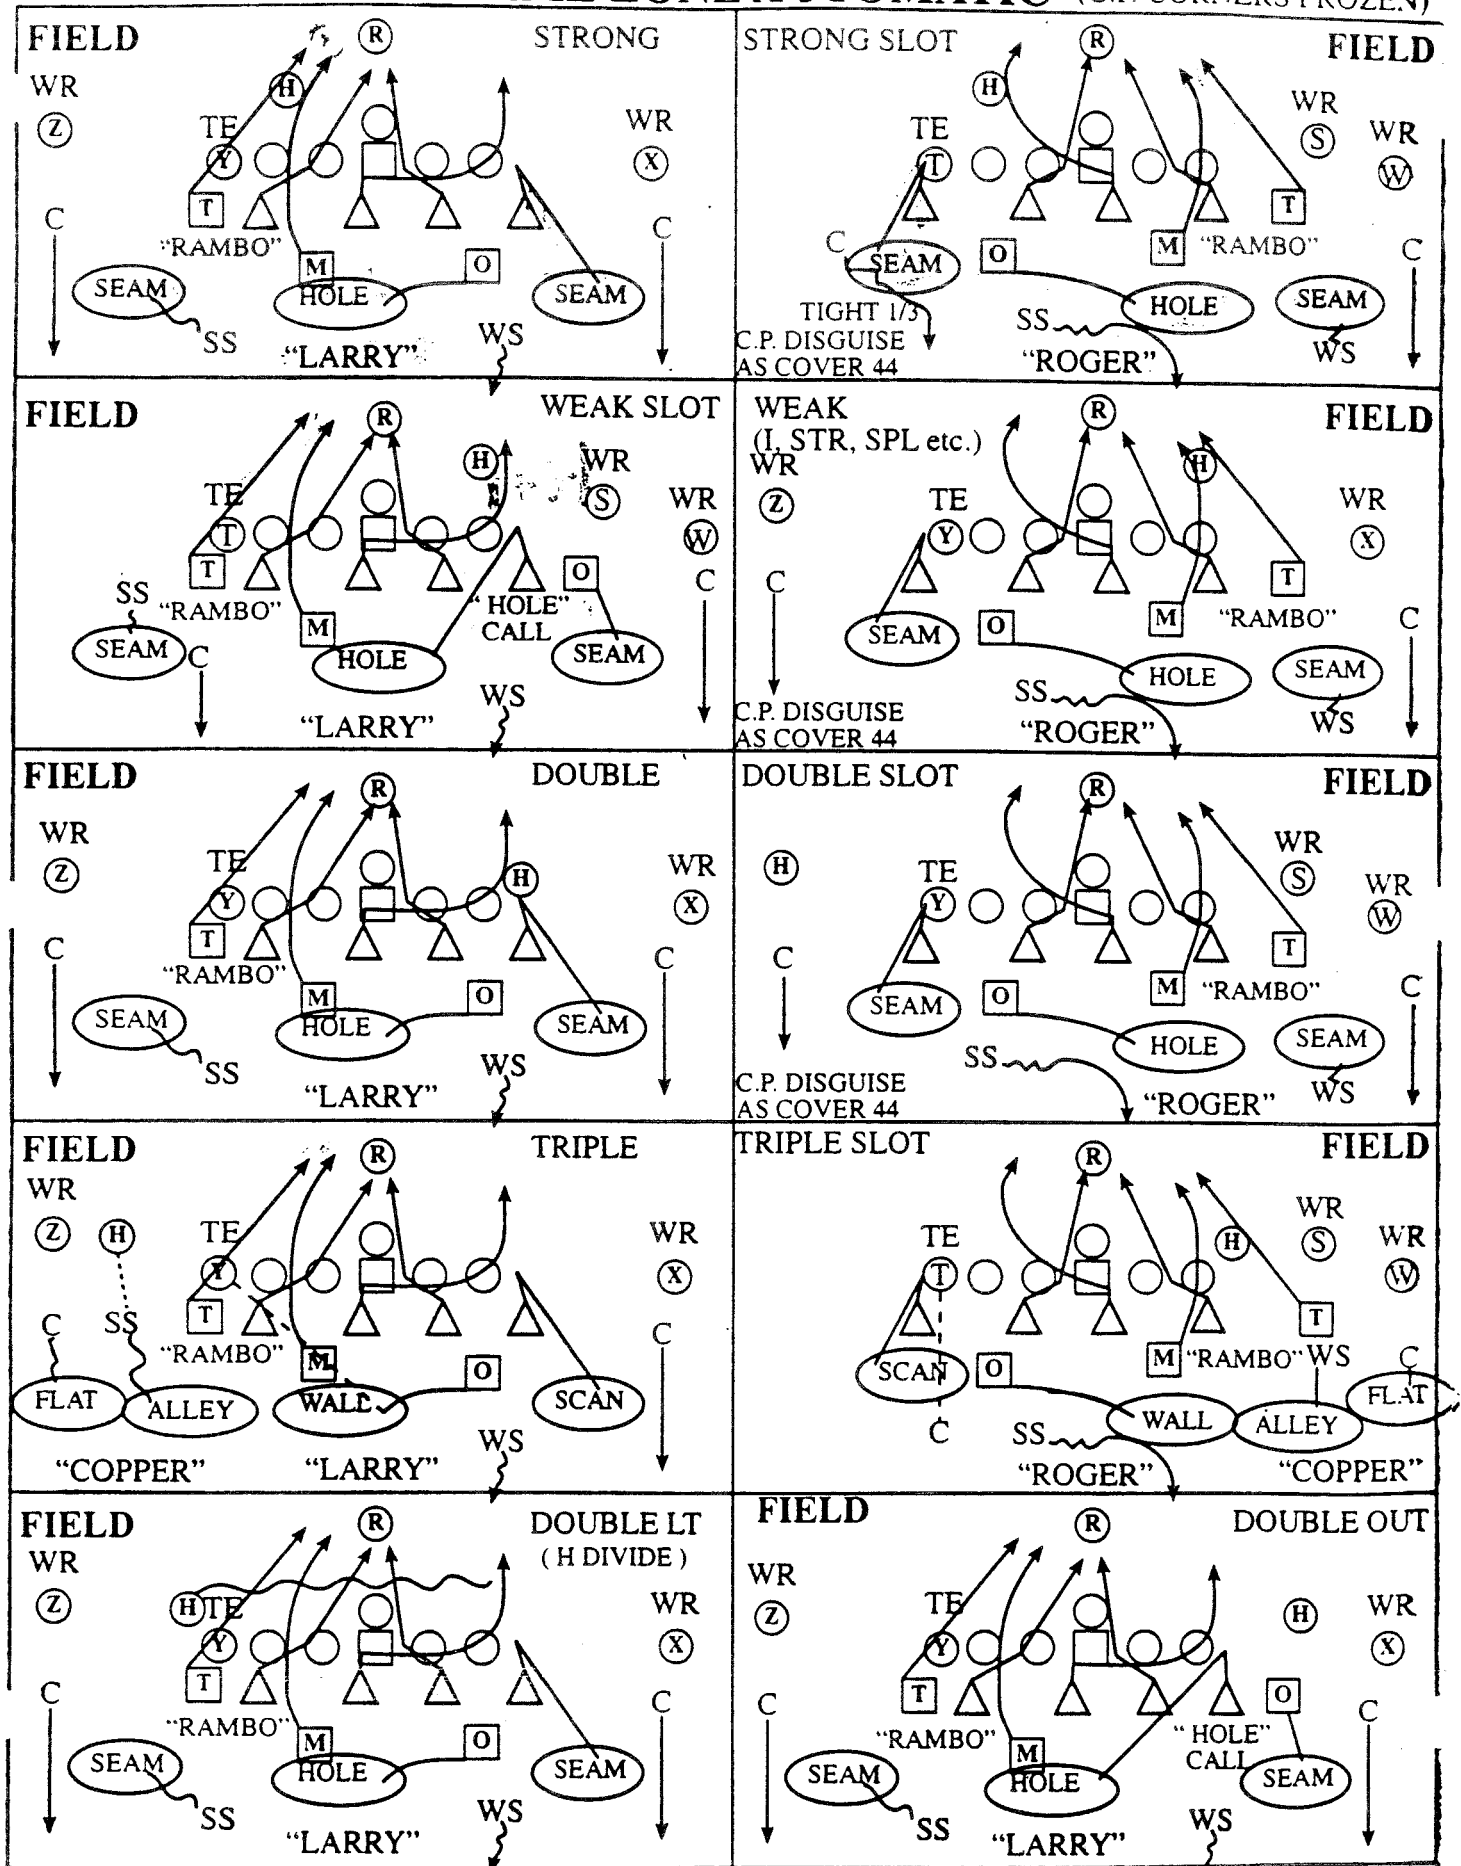 ZONE (C.P. CORNERS FROZEN)
FIELD
STRONG
R
H
WR
Z
TE
Y
WR
X
T
C
"RAMBO"
M
O
C
SEAM
HOLE
SEAM
SS
WS
"LARRY"
STRONG SLOT
FIELD
R
H
WR
S
WR
W
TE
T
T
C
SEAM
O
M
"RAMBO"
C
HOLE
SEAM
TIGHT 1/3
SS
WS
C.P. DISGUISE
AS COVER 44
"ROGER"
FIELD
WEAK SLOT
R
H
WR
S
TE
T
WR
W
T
O
C
SS
"RAMBO"
"HOLE"
CALL
M
SEAM
C
HOLE
SEAM
WS
"LARRY"
WEAK
(I, STR, SPL etc.)
FIELD
R
WR
Z
H
TE
Y
WR
X
C
T
O
M
"RAMBO"
C
SEAM
HOLE
SEAM
SS
WS
C.P. DISGUISE
AS COVER 44
"ROGER"
FIELD
DOUBLE
R
WR
Z
TE
Y
H
WR
X
C
T
"RAMBO"
M
O
C
SEAM
HOLE
SEAM
SS
WS
"LARRY"
DOUBLE SLOT
FIELD
R
H
WR
S
TE
Y
WR
W
C
T
O
M
"RAMBO"
C
SEAM
HOLE
SEAM
SS
WS
C.P. DISGUISE
AS COVER 44
"ROGER"
FIELD
TRIPLE
R
WR
Z
H
TE
Y
WR
X
C
SS
T
"RAMBO"
M
O
C
FLAT
ALLEY
WALL
SCAN
WS
"COPPER"
"LARRY"
TRIPLE SLOT
FIELD
R
TE
T
H
WR
S
WR
W
T
SCAN
O
M
"RAMBO"
WS
C
C
WALL
ALLEY
FLAT
SS
"ROGER"
"COPPER"
FIELD
DOUBLE LT
( H DIVIDE )
R
WR
Z
H
TE
Y
WR
X
C
T
"RAMBO"
M
O
C
SEAM
HOLE
SEAM
SS
WS
"LARRY"
FIELD
DOUBLE OUT
R
WR
Z
TE
Y
H
WR
X
C
T
"RAMBO"
O
C
M
"HOLE"
CALL
SEAM
HOLE
SEAM
SS
WS
"LARRY"